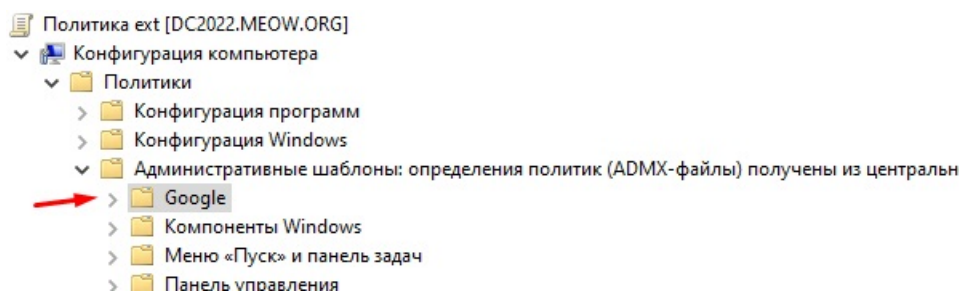 Политика ext [DC2022.MEOW.ORG]
Конфигурация компьютера
Политики
Конфигурация программ
Конфигурация Windows
Административные шаблоны: определения политик (ADMX-файлы) получены из центральн
Google
Компоненты Windows
Меню «Пуск» и панель задач
Панель управления